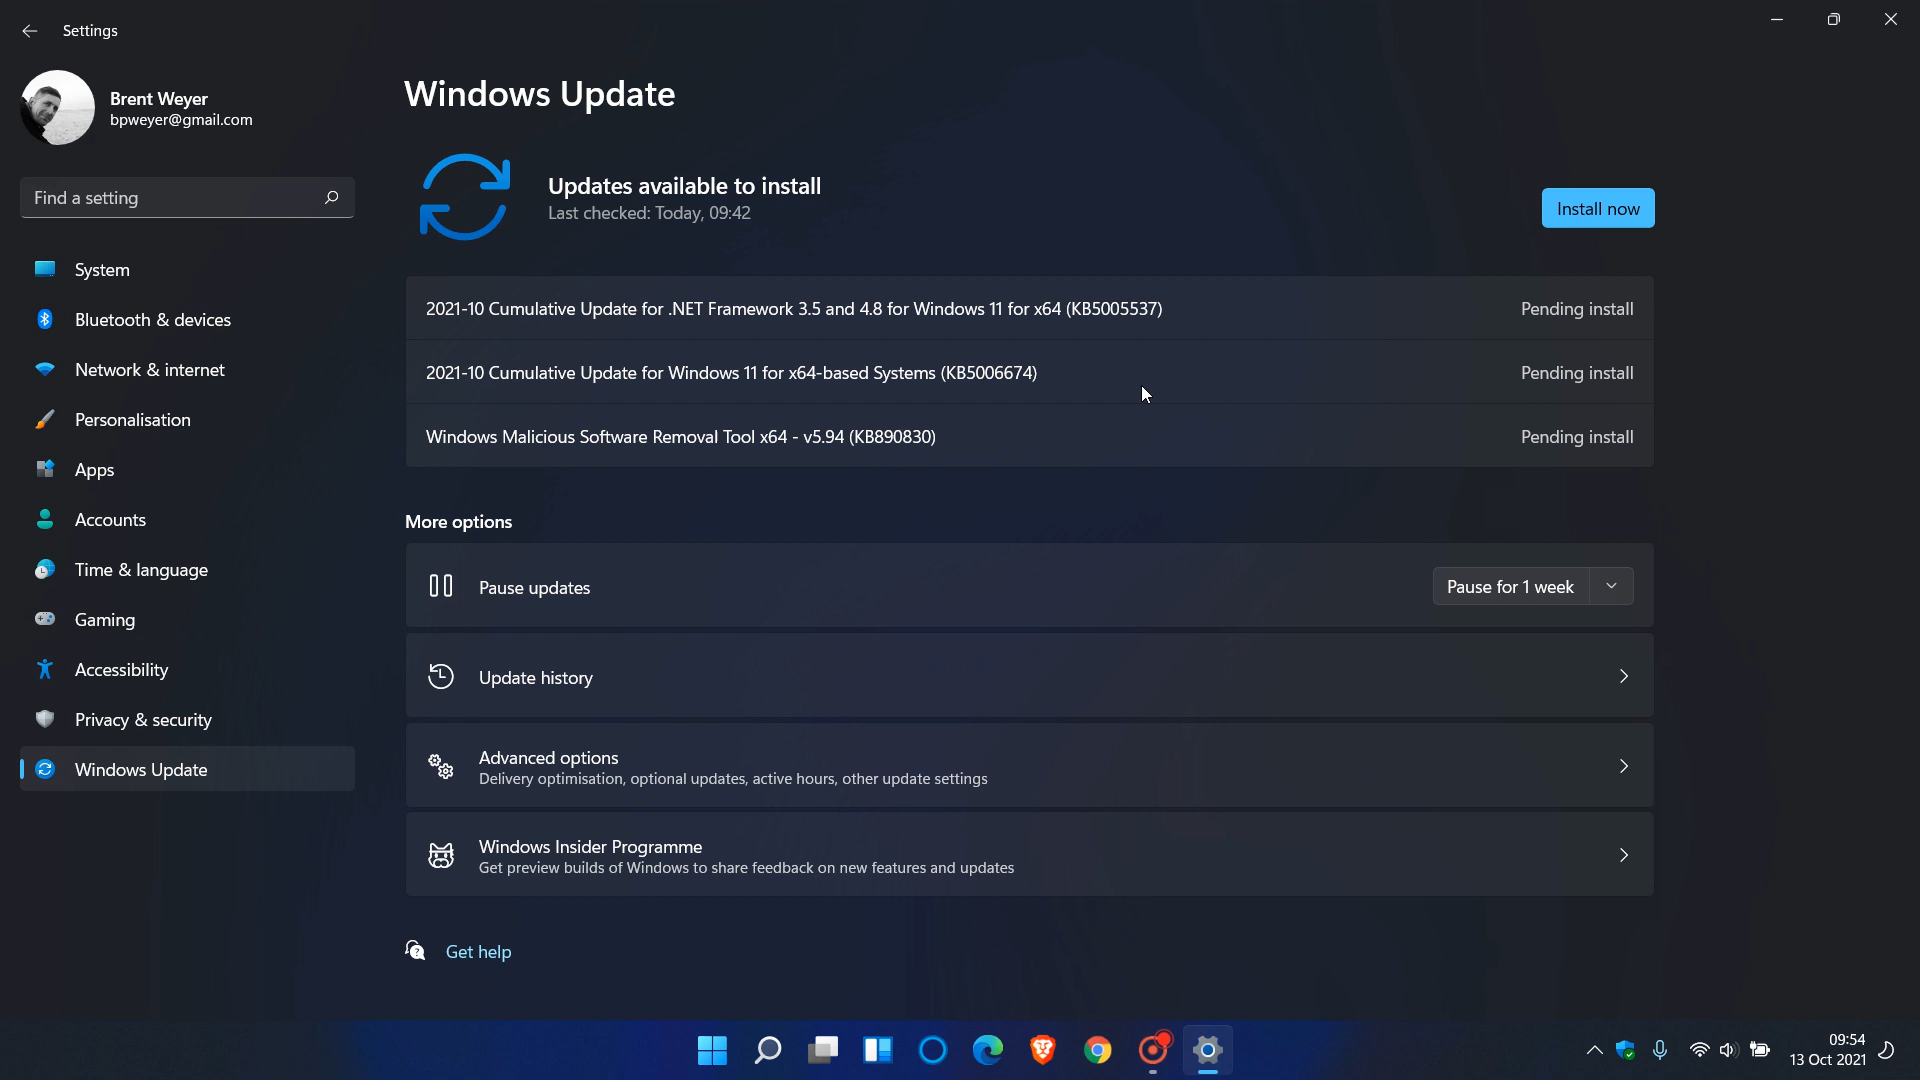 Settings
Brent Weyer
bpweyer@gmail.com
Find a setting
System
Bluetooth & devices
Network & internet
Personalisation
Apps
Accounts
Time & language
Gaming
Accessibility
Privacy & security
Windows Update
Windows Update
Updates available to install
Last checked: Today, 09:42
Install now
2021-10 Cumulative Update for .NET Framework 3.5 and 4.8 for Windows 11 for x64 (KB5005537)
Pending install
2021-10 Cumulative Update for Windows 11 for x64-based Systems (KB5006674)
Pending install
Windows Malicious Software Removal Tool x64 - v5.94 (KB890830)
Pending install
More options
Pause updates
Pause for 1 week
Update history
Advanced options
Delivery optimisation, optional updates, active hours, other update settings
Windows Insider Programme
Get preview builds of Windows to share feedback on new features and updates
Get help
09:54
13 Oct 2021